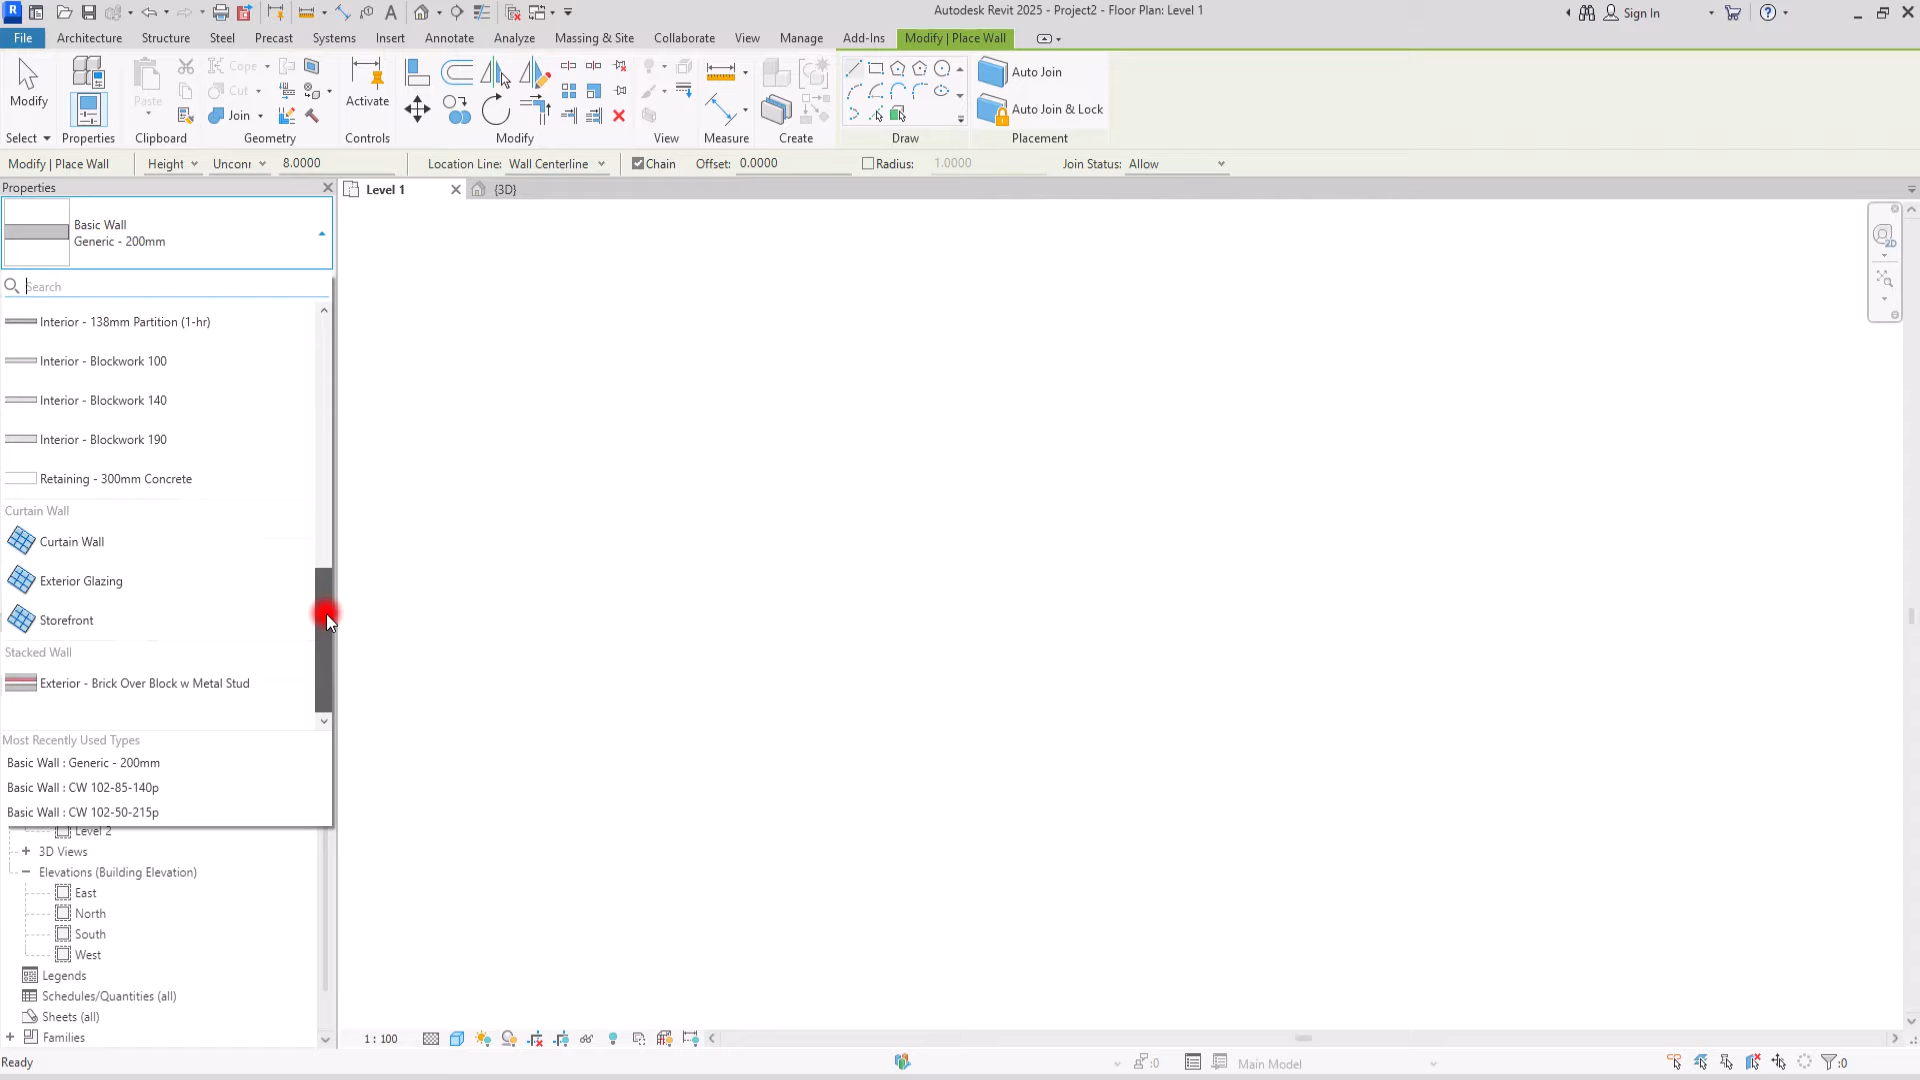 Autodesk Revit 2025 - Project2 - Floor Plan: Level 1
Sign In
File Architecture Structure Steel Precast Systems Insert Annotate Analyze Massing & Site Collaborate View Manage Add-Ins Modify | Place Wall
Modify Paste Cope Cut Join Activate Auto Join Auto Join & Lock
Select Properties Clipboard Geometry Controls Modify View Measure Create Draw Placement
Modify | Place Wall Height Unconr 8.0000 Location Line: Wall Centerline Chain Offset: 0.0000 Radius: 1.0000 Join Status: Allow
Properties
Level 1 {3D}
Basic Wall
Generic - 200mm
2D
Search
Interior - 138mm Partition (1-hr)
Interior - Blockwork 100
Interior - Blockwork 140
Interior - Blockwork 190
Retaining - 300mm Concrete
Curtain Wall
Curtain Wall
Exterior Glazing
Storefront
Stacked Wall
Exterior - Brick Over Block w Metal Stud
Most Recently Used Types
Basic Wall : Generic - 200mm
Basic Wall : CW 102-85-140p
Basic Wall : CW 102-50-215p
Level 2
3D Views
Elevations (Building Elevation)
East
North
South
West
Legends
Schedules/Quantities (all)
Sheets (all)
Families
1 : 100
Ready :0 Main Model :0